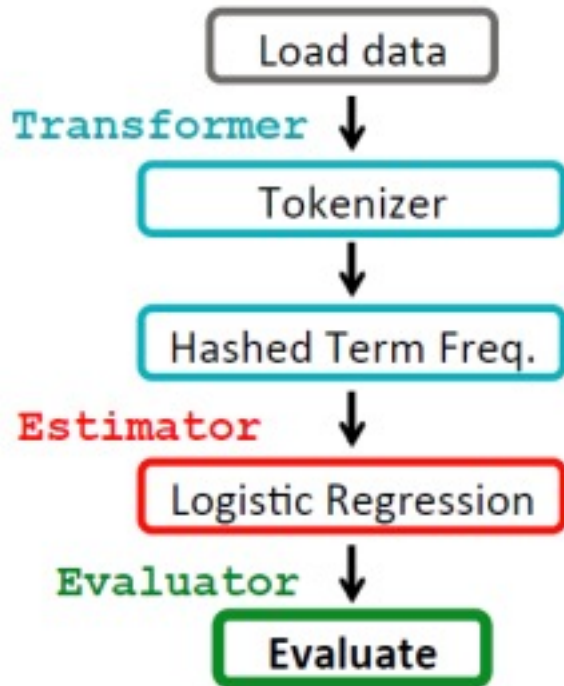 Load data
Transformer
Tokenizer
Hashed Term Freq.
Estimator
Logistic Regression
Evaluator
Evaluate